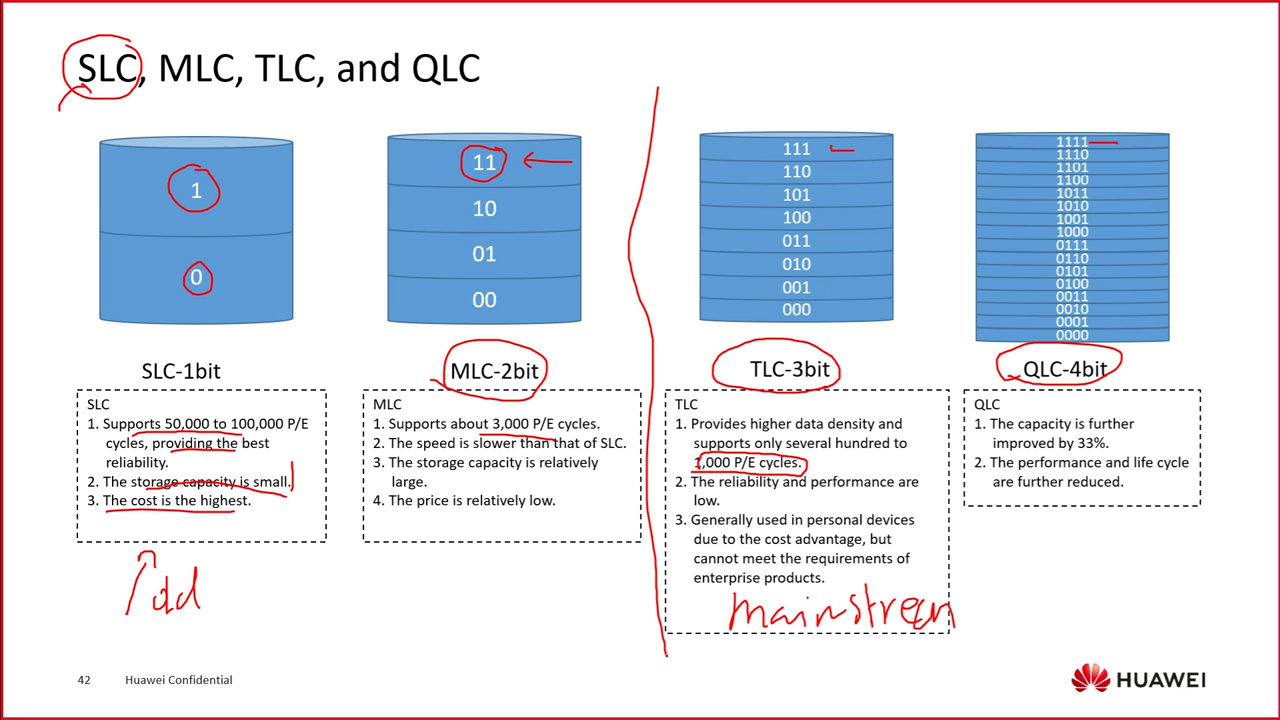 SLC, MLC, TLC, and QLC
1
0
11
10
01
00
111
110
101
100
011
010
001
000
1111
1110
1101
1100
1011
1010
1001
1000
0111
0110
0101
0100
0011
0010
0001
0000
SLC-1bit
MLC-2bit
TLC-3bit
QLC-4bit
SLC
1. Supports 50,000 to 100,000 P/E
cycles, providing the best
reliability.
2. The storage capacity is small.
3. The cost is the highest.
MLC
1. Supports about 3,000 P/E cycles.
2. The speed is slower than that of SLC.
3. The storage capacity is relatively
large.
4. The price is relatively low.
TLC
1. Provides higher data density and
supports only several hundred to
1,000 P/E cycles.
2. The reliability and performance are
low.
3. Generally used in personal devices
due to the cost advantage, but
cannot meet the requirements of
enterprise products.
QLC
1. The capacity is further
improved by 33%.
2. The performance and life cycle
are further reduced.
mainstream
42 Huawei Confidential
HUAWEI